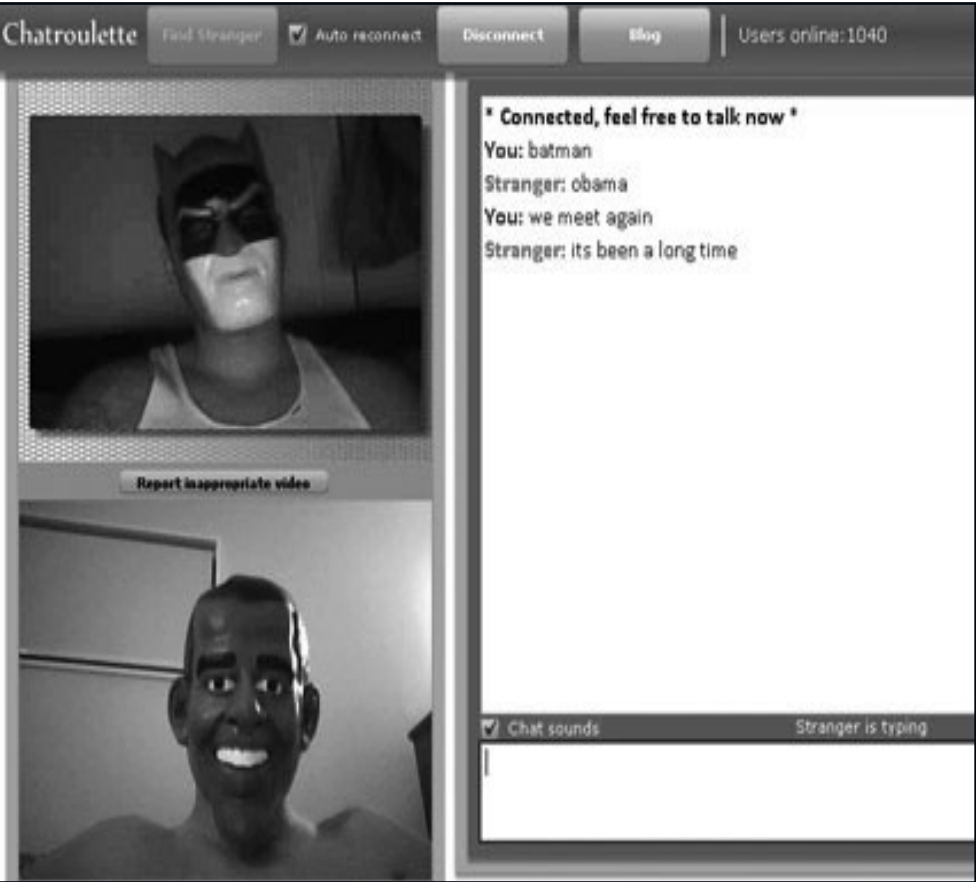 Chatroulette Find Stranger Auto reconnect Disconnect Blog Users online:1040
* Connected, feel free to talk now *
You: batman
Stranger: obama
You: we meet again
Stranger: its been a long time
Report inappropriate video
Chat sounds Stranger is typing